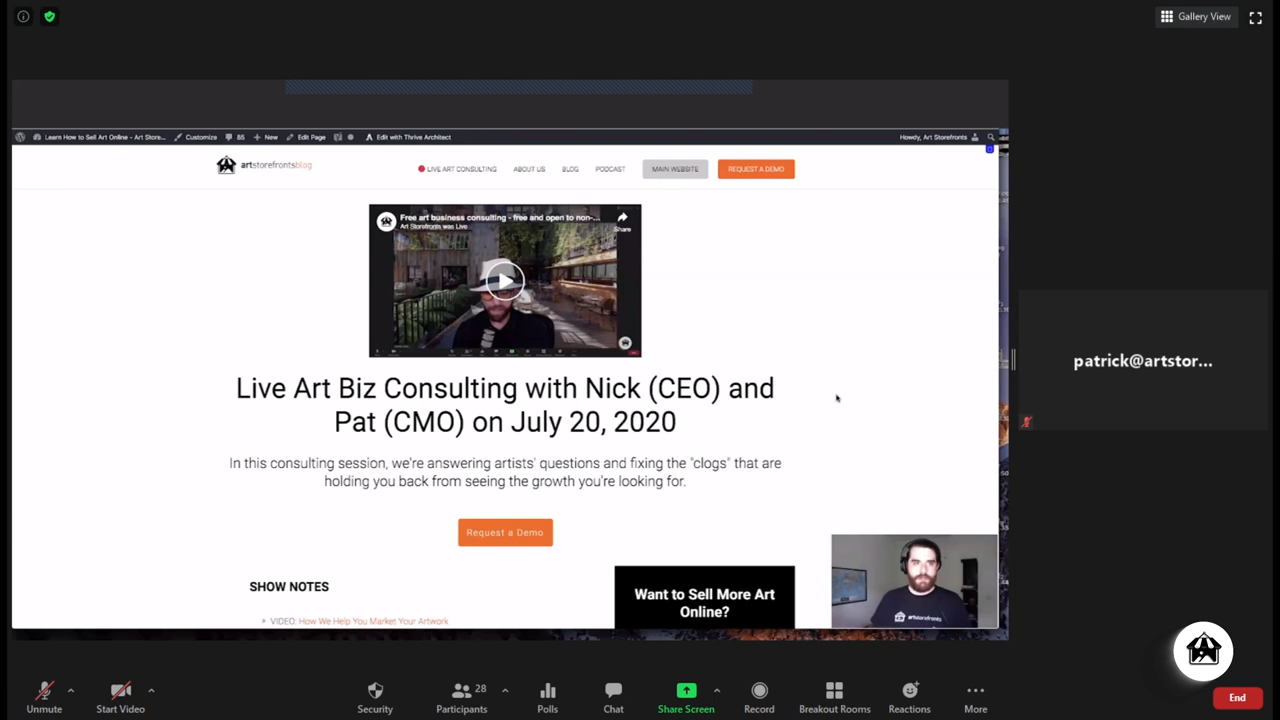 Gallery View
Learn How to Sell Art Online - Art Store... Customize 85 New Edit Page Edit with Thrive Architect Howdy, Art Storefronts
artstorefrontsblog LIVE ART CONSULTING ABOUT US BLOG PODCAST MAIN WEBSITE REQUEST A DEMO
Free art business consulting - free and open to non-...
Art Storefronts was Live
Share
Live Art Biz Consulting with Nick (CEO) and
Pat (CMO) on July 20, 2020
In this consulting session, we're answering artists' questions and fixing the "clogs" that are
holding you back from seeing the growth you're looking for.
Request a Demo
SHOW NOTES
VIDEO: How We Help You Market Your Artwork
Want to Sell More Art
Online?
artstorefronts
patrick@artstor...
28
Unmute Start Video Security Participants Polls Chat Share Screen Record Breakout Rooms Reactions More End